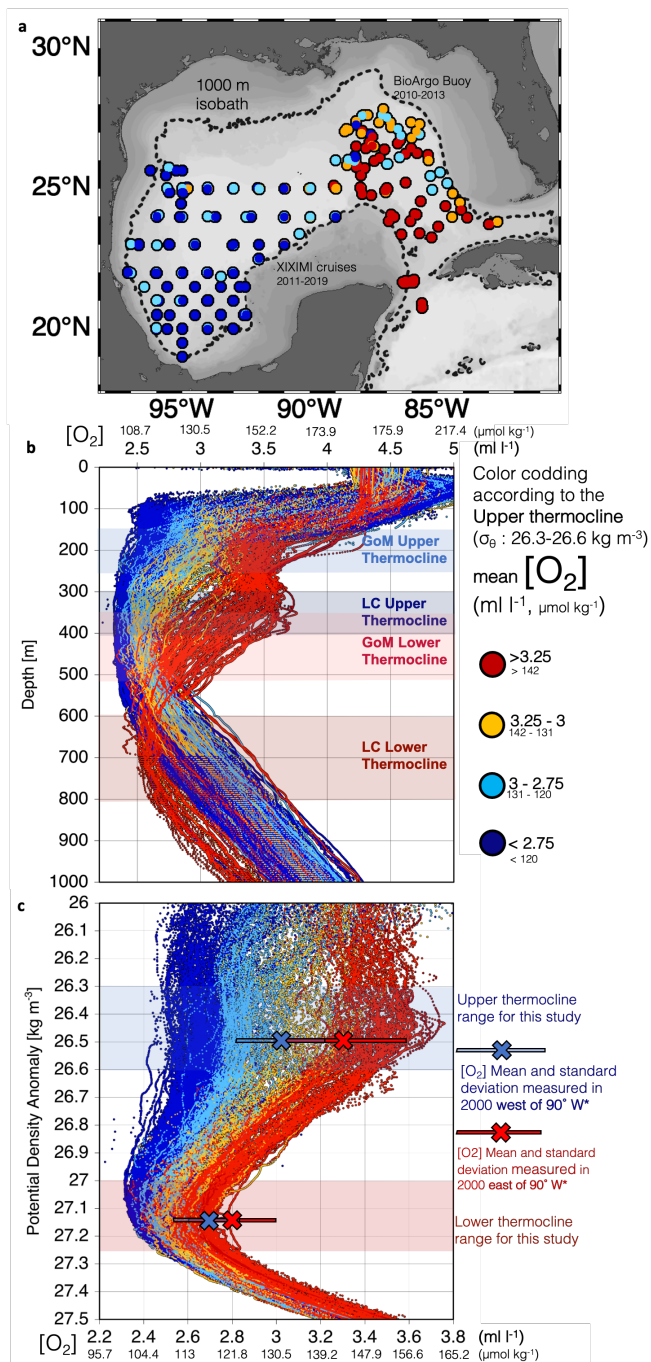 a
30°N
25°N
20°N
1000 m
isobath
BioArgo Buoy
2010-2013
XIXIMI cruises
2011-2019
95°W 90°W 85°W
[O₂] 108.7 130.5 152.2 173.9 175.9 217.4 (μmol kg⁻¹)
b 2.5 3 3.5 4 4.5 5 (ml l⁻¹)
0
100
200
300
400
500
600
700
800
900
1000
Depth [m]
GoM Upper
Thermocline
LC Upper
Thermocline
GoM Lower
Thermocline
LC Lower
Thermocline
Color codding
according to the
Upper thermocline
(σθ : 26.3-26.6 kg m⁻³)
mean [O₂]
(ml l⁻¹, μmol kg⁻¹)
>3.25
> 142
3.25 - 3
142 - 131
3 - 2.75
131 - 120
< 2.75
< 120
c
26
26.1
26.2
26.3
26.4
26.5
26.6
26.7
26.8
26.9
27
27.1
27.2
27.3
27.4
27.5
Potential Density Anomaly [kg m⁻³]
Upper thermocline
range for this study
[O₂] Mean and standard
deviation measured in
2000 west of 90° W*
[O2] Mean and standard
deviation measured in
2000 east of 90° W*
Lower thermocline
range for this study
2.2 2.4 2.6 2.8 3 3.2 3.4 3.6 3.8 (ml l⁻¹)
[O₂] 95.7 104.4 113 121.8 130.5 139.2 147.9 156.6 165.2 (μmol kg⁻¹)